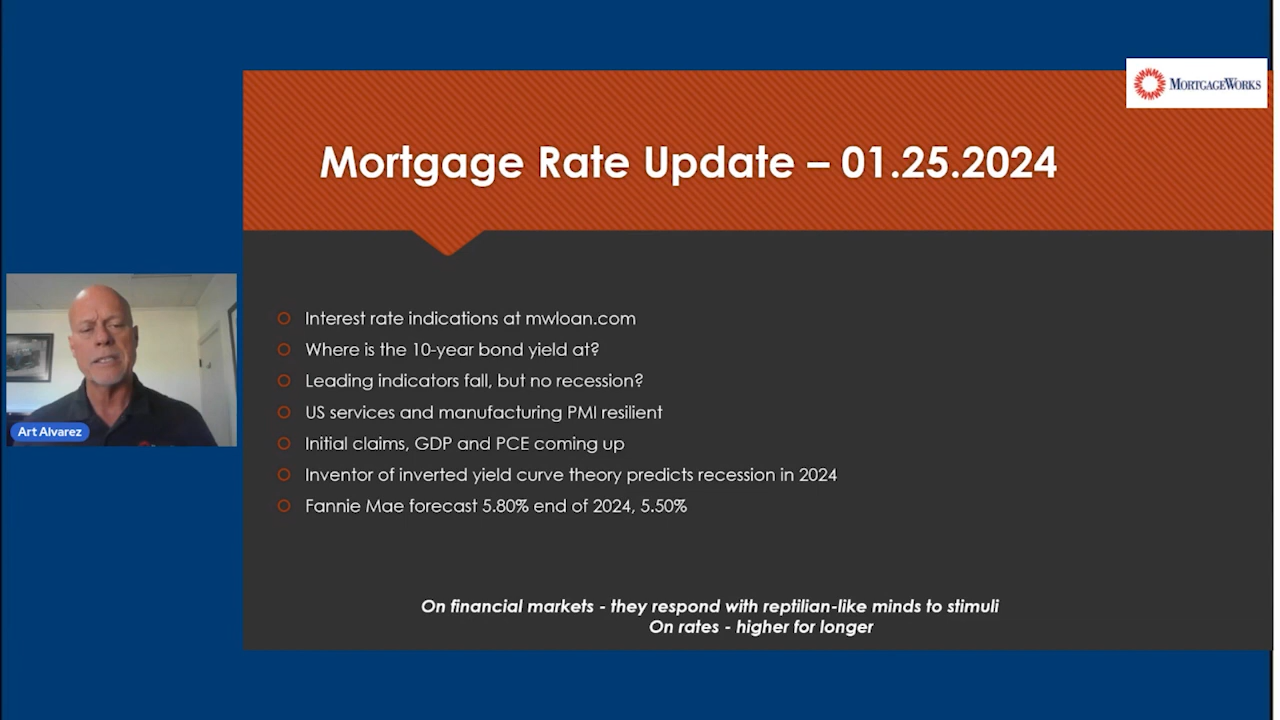 MORTGAGEWORKS
Mortgage Rate Update – 01.25.2024
Interest rate indications at mwloan.com
Where is the 10-year bond yield at?
Leading indicators fall, but no recession?
US services and manufacturing PMI resilient
Initial claims, GDP and PCE coming up
Inventor of inverted yield curve theory predicts recession in 2024
Fannie Mae forecast 5.80% end of 2024, 5.50%
On financial markets - they respond with reptilian-like minds to stimuli
On rates - higher for longer
Art Alvarez